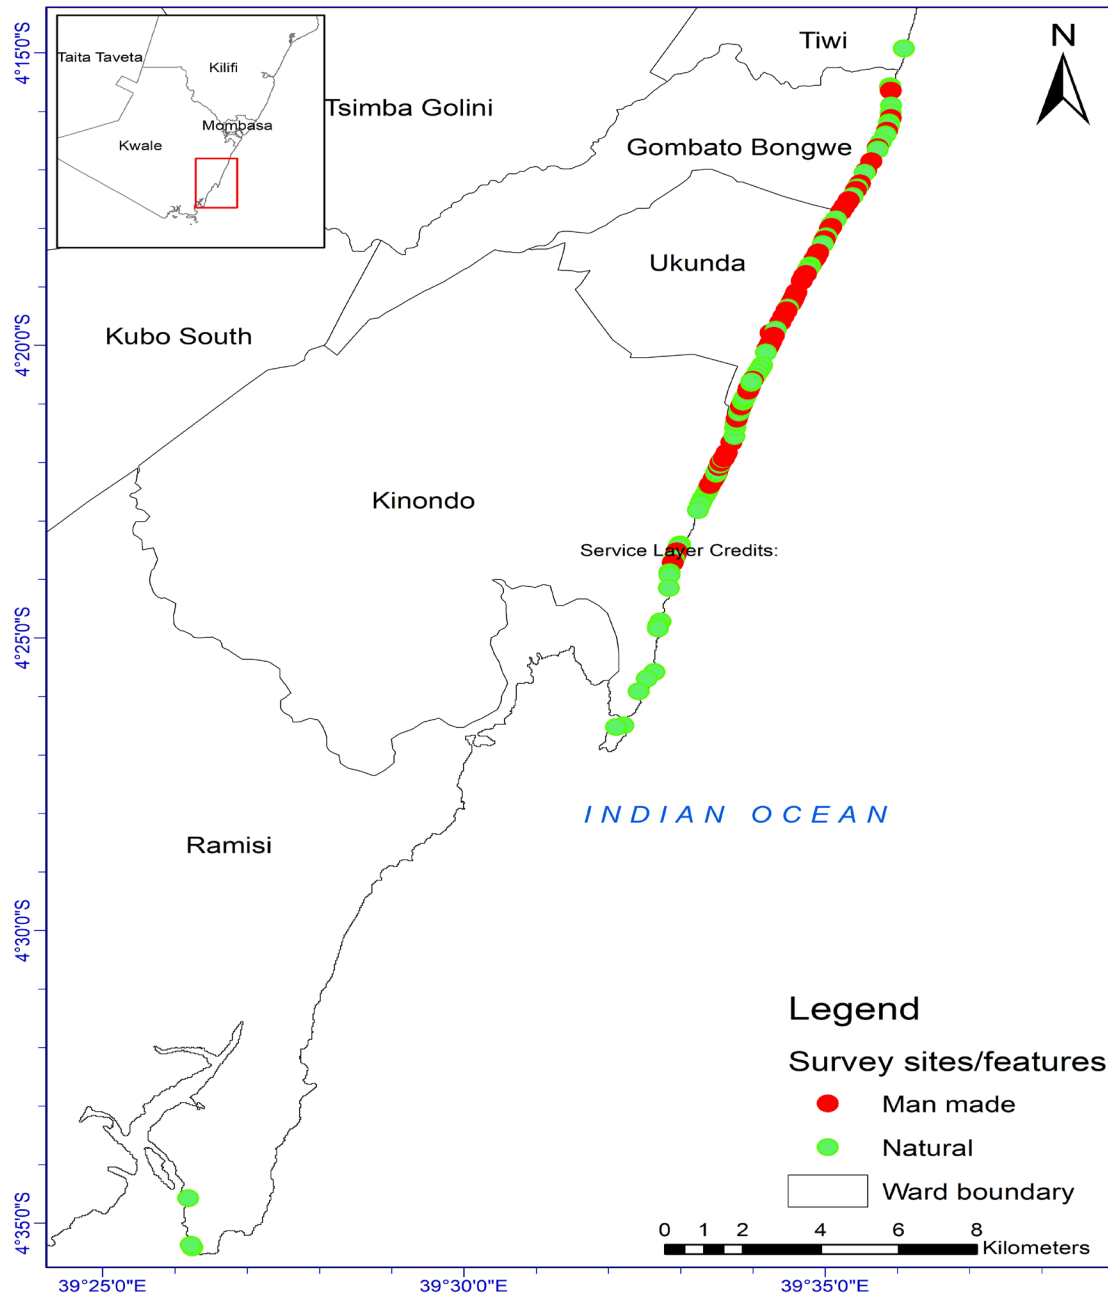 4°15'0"S
4°20'0"S
4°25'0"S
4°30'0"S
4°35'0"S
Taita Taveta
Kilifi
Mombasa
Kwale
Tiwi
N
Tsimba Golini
Gombato Bongwe
Ukunda
Kubo South
Kinondo
Service Layer Credits:
INDIAN OCEAN
Ramisi
Legend
Survey sites/features
Man made
Natural
Ward boundary
0 1 2 4 6 8
Kilometers
39°25'0"E 39°30'0"E 39°35'0"E